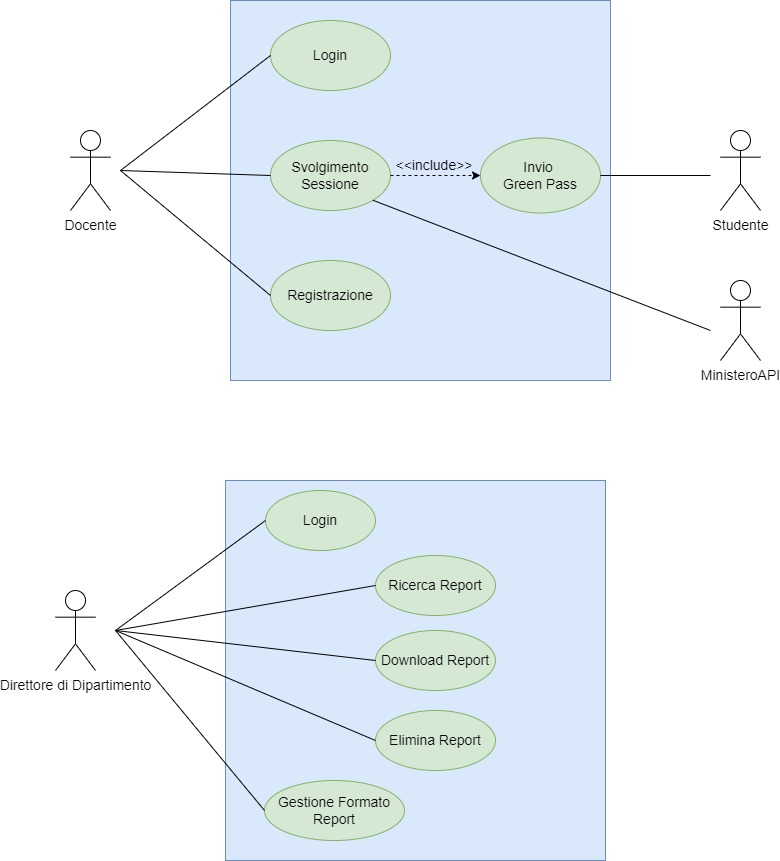 Login
Svolgimento
Sessione
<<include>>
Invio
Green Pass
Docente
Studente
Registrazione
MinisteroAPI
Login
Ricerca Report
Download Report
Direttore di Dipartimento
Elimina Report
Gestione Formato
Report